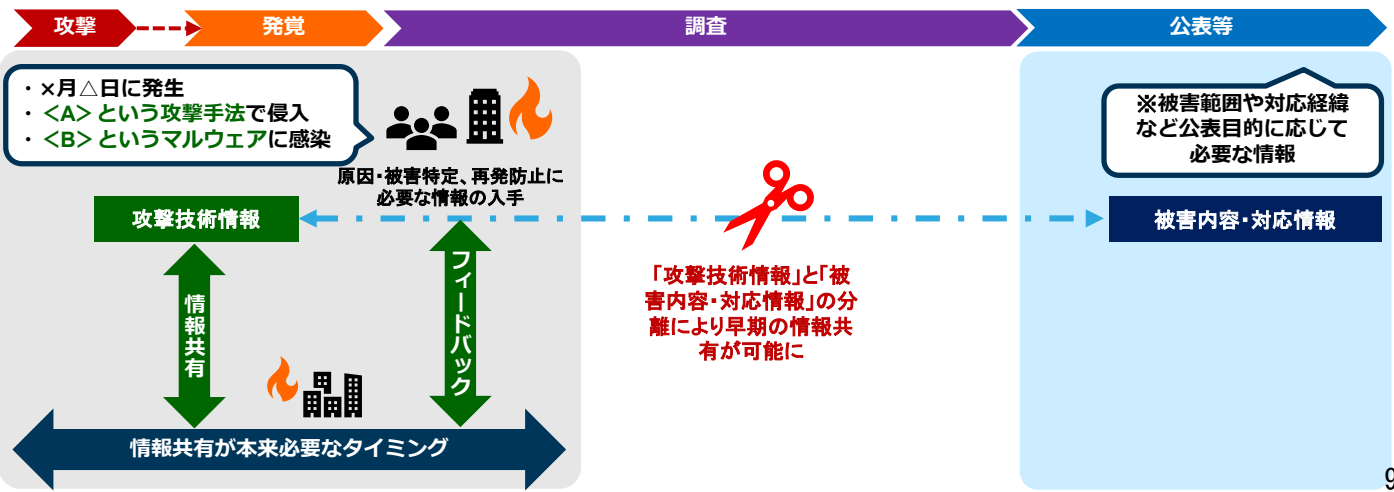 攻撃
発覚
調査
公表等
・ ×月△日に発生
・ <A> という攻撃手法で侵入
・ <B> というマルウェアに感染
※被害範囲や対応経緯
など公表目的に応じて
必要な情報
原因・被害特定、再発防止に
必要な情報の入手
攻撃技術情報
被害内容・対応情報
「攻撃技術情報」と「被
害内容・対応情報」の分
離により早期の情報共
有が可能に
情報共有
フィードバック
情報共有が本来必要なタイミング
9